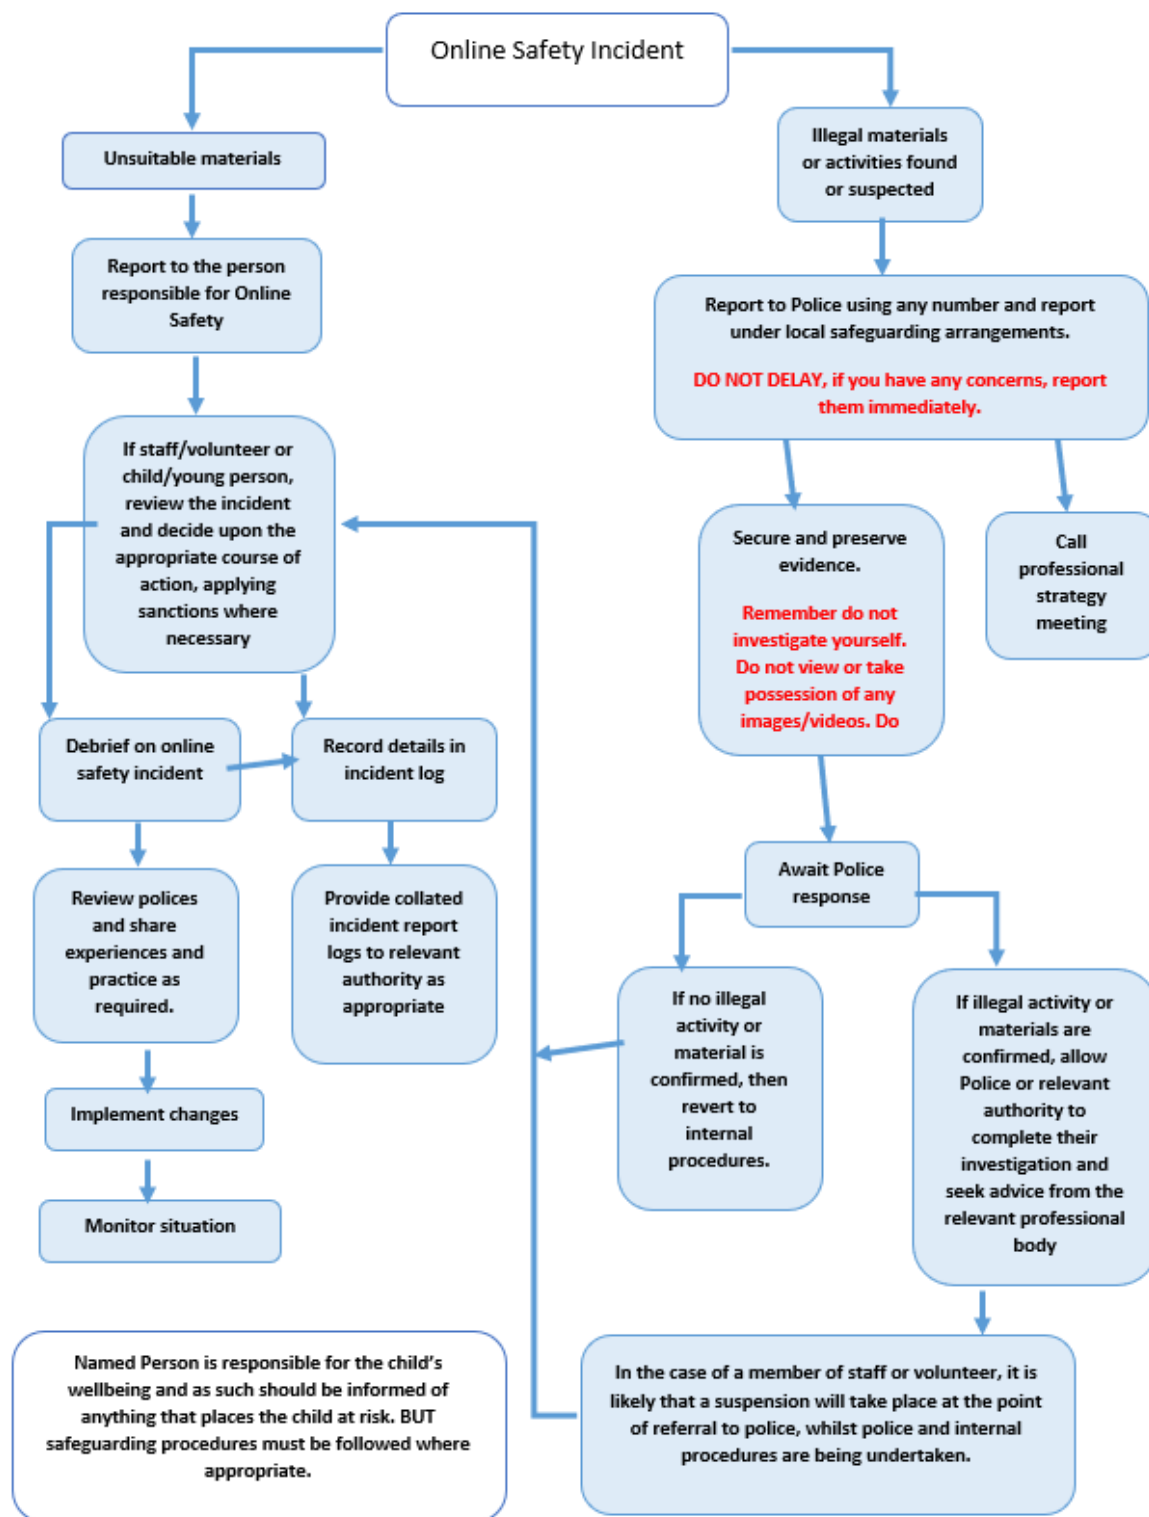 Online Safety Incident
Unsuitable materials
Illegal materials
or activities found
or suspected
Report to the person
responsible for Online
Safety
Report to Police using any number and report
under local safeguarding arrangements.
DO NOT DELAY, if you have any concerns, report
them immediately.
If staff/volunteer or
child/young person,
review the incident
and decide upon the
appropriate course of
action, applying
sanctions where
necessary
Secure and preserve
evidence.
Remember do not
investigate yourself.
Do not view or take
possession of any
images/videos. Do
Call
professional
strategy
meeting
Debrief on online
safety incident
Record details in
incident log
Review polices
and share
experiences and
practice as
required.
Provide collated
incident report
logs to relevant
authority as
appropriate
Await Police
response
If no illegal
activity or
material is
confirmed, then
revert to
internal
procedures.
If illegal activity or
materials are
confirmed, allow
Police or relevant
authority to
complete their
investigation and
seek advice from the
relevant professional
body
Implement changes
Monitor situation
Named Person is responsible for the child's
wellbeing and as such should be informed of
anything that places the child at risk. BUT
safeguarding procedures must be followed where
appropriate.
In the case of a member of staff or volunteer, it is
likely that a suspension will take place at the point
of referral to police, whilst police and internal
procedures are being undertaken.